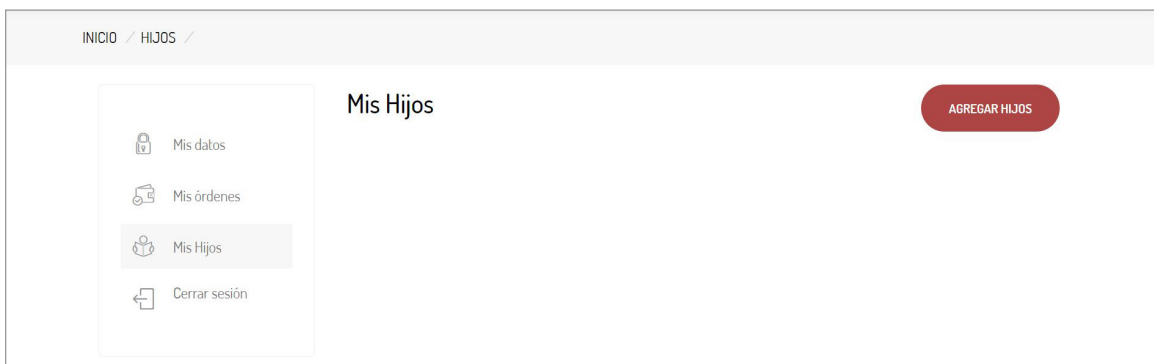 INICIO / HIJOS /
Mis Hijos
AGREGAR HIJOS
Mis datos
Mis órdenes
Mis Hijos
Cerrar sesión